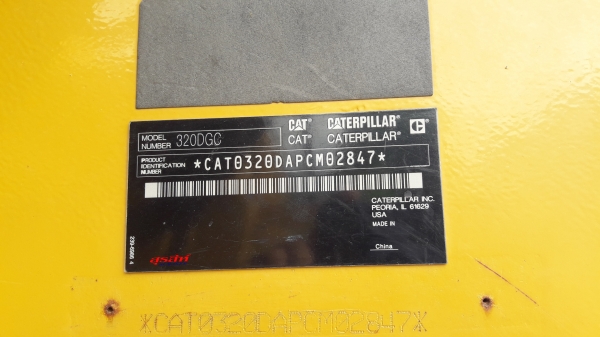 MODEL NUMBER 320DGC
CAT CATERPILLAR
CAT CATERPILLAR
PRODUCT IDENTIFICATION NUMBER *CAT0320DAPCM02847*
CATERPILLAR INC.
PEORIA, IL 61629
USA
MADE IN
China
*CAT0320DAPCM02847*